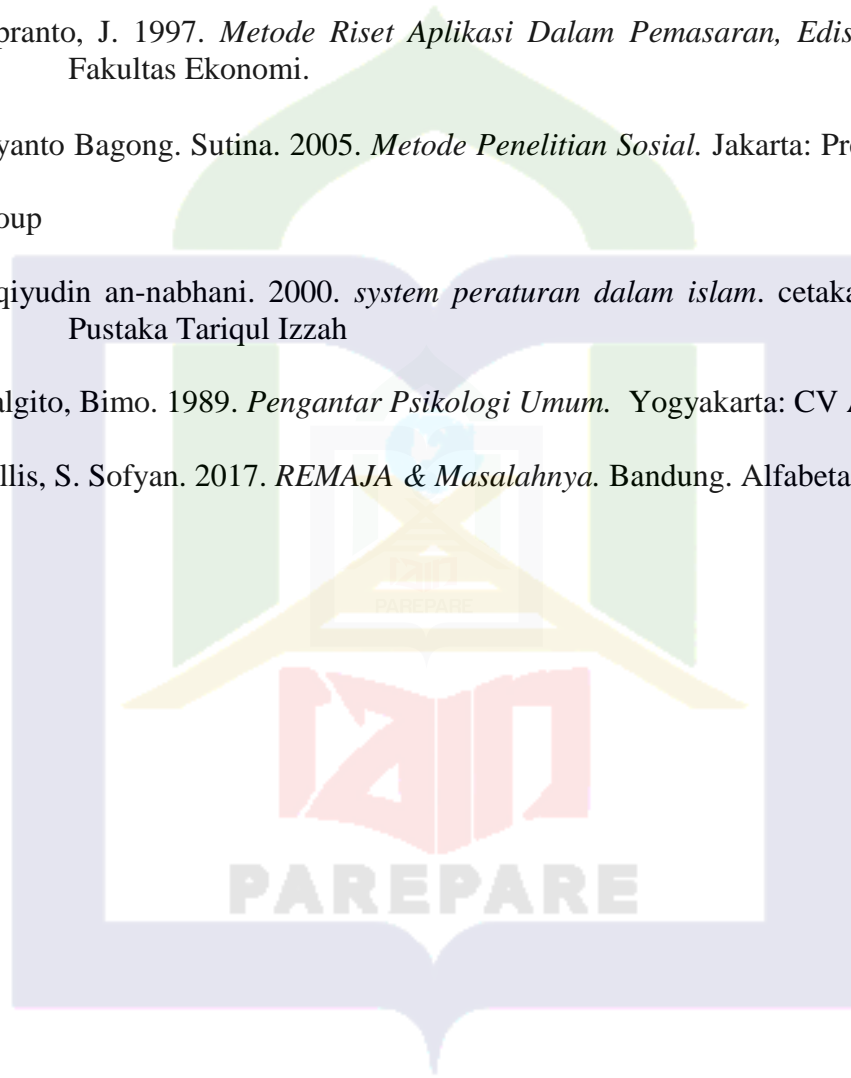 pranto, J. 1997. Metode Riset Aplikasi Dalam Pemasaran, Edis
Fakultas Ekonomi.
yanto Bagong. Sutina. 2005. Metode Penelitian Sosial. Jakarta: Pr
oup
qiyudin an-nabhani. 2000. system peraturan dalam islam. cetaka
Pustaka Tariqul Izzah
algito, Bimo. 1989. Pengantar Psikologi Umum. Yogyakarta: CV
llis, S. Sofyan. 2017. REMAJA & Masalahnya. Bandung. Alfabeta
PAREPARE
PAREPARE